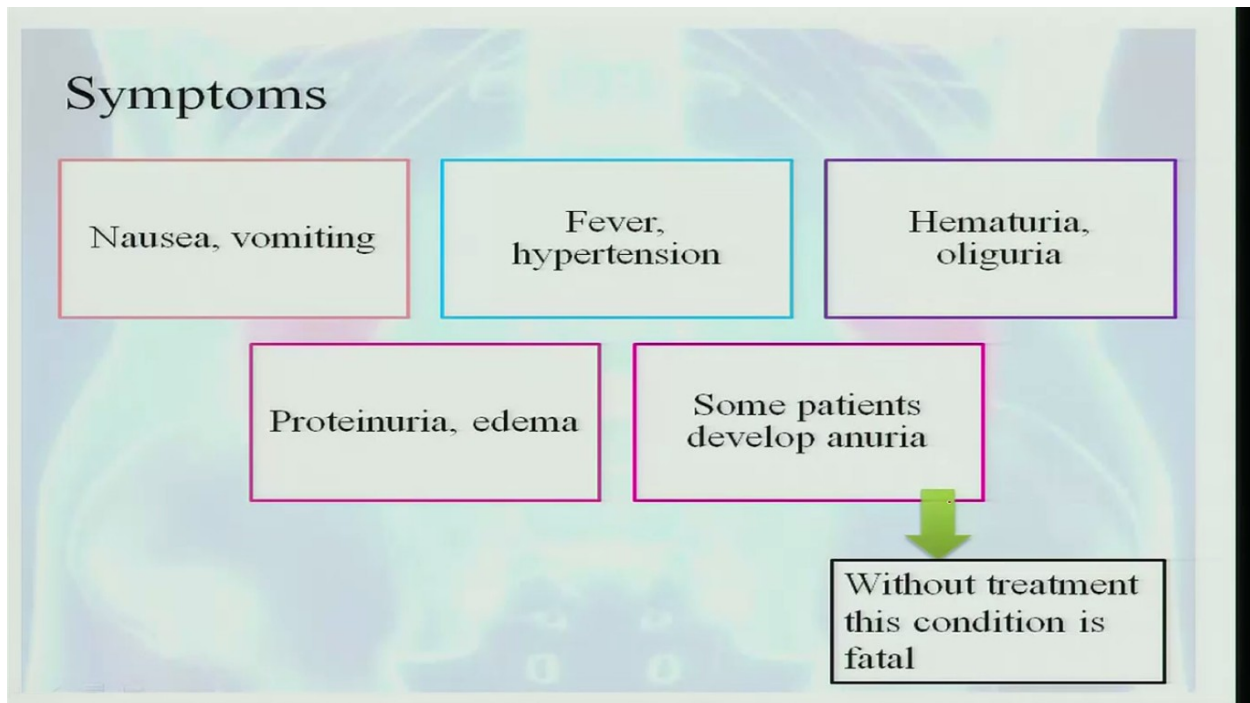 Symptoms
Nausea, vomiting
Fever,
hypertension
Hematuria,
oliguria
Proteinuria, edema
Some patients
develop anuria
Without treatment
this condition is
fatal